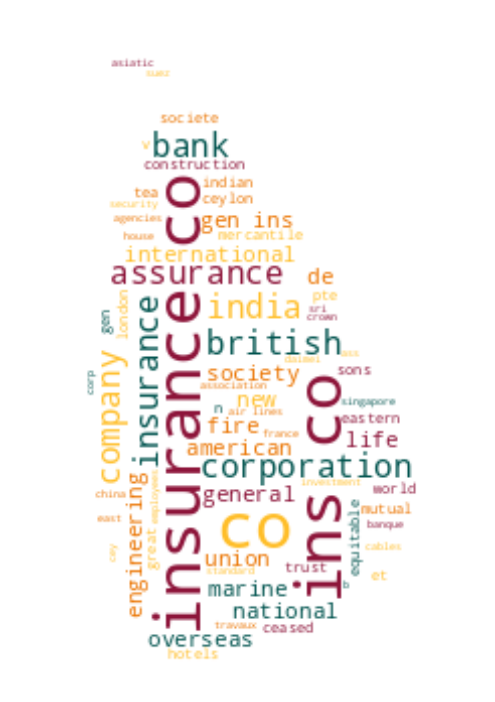 asiatic
suez
societe
v bank
construction
co
tea indian
security ceylon
agencies gen ins
house mercantile
international
assurance de
london insurance insurance co india pte
gen sri
crown
british
company daimei ass
corp society sons
association
new ins co singapore
n air lines eastern
fire france life
american
corporation
engineering employees investment
china general world
east co mutual
great equitable banque
cey union cables
standard trust et
marine br
national
travaux ceased
overseas
hotels